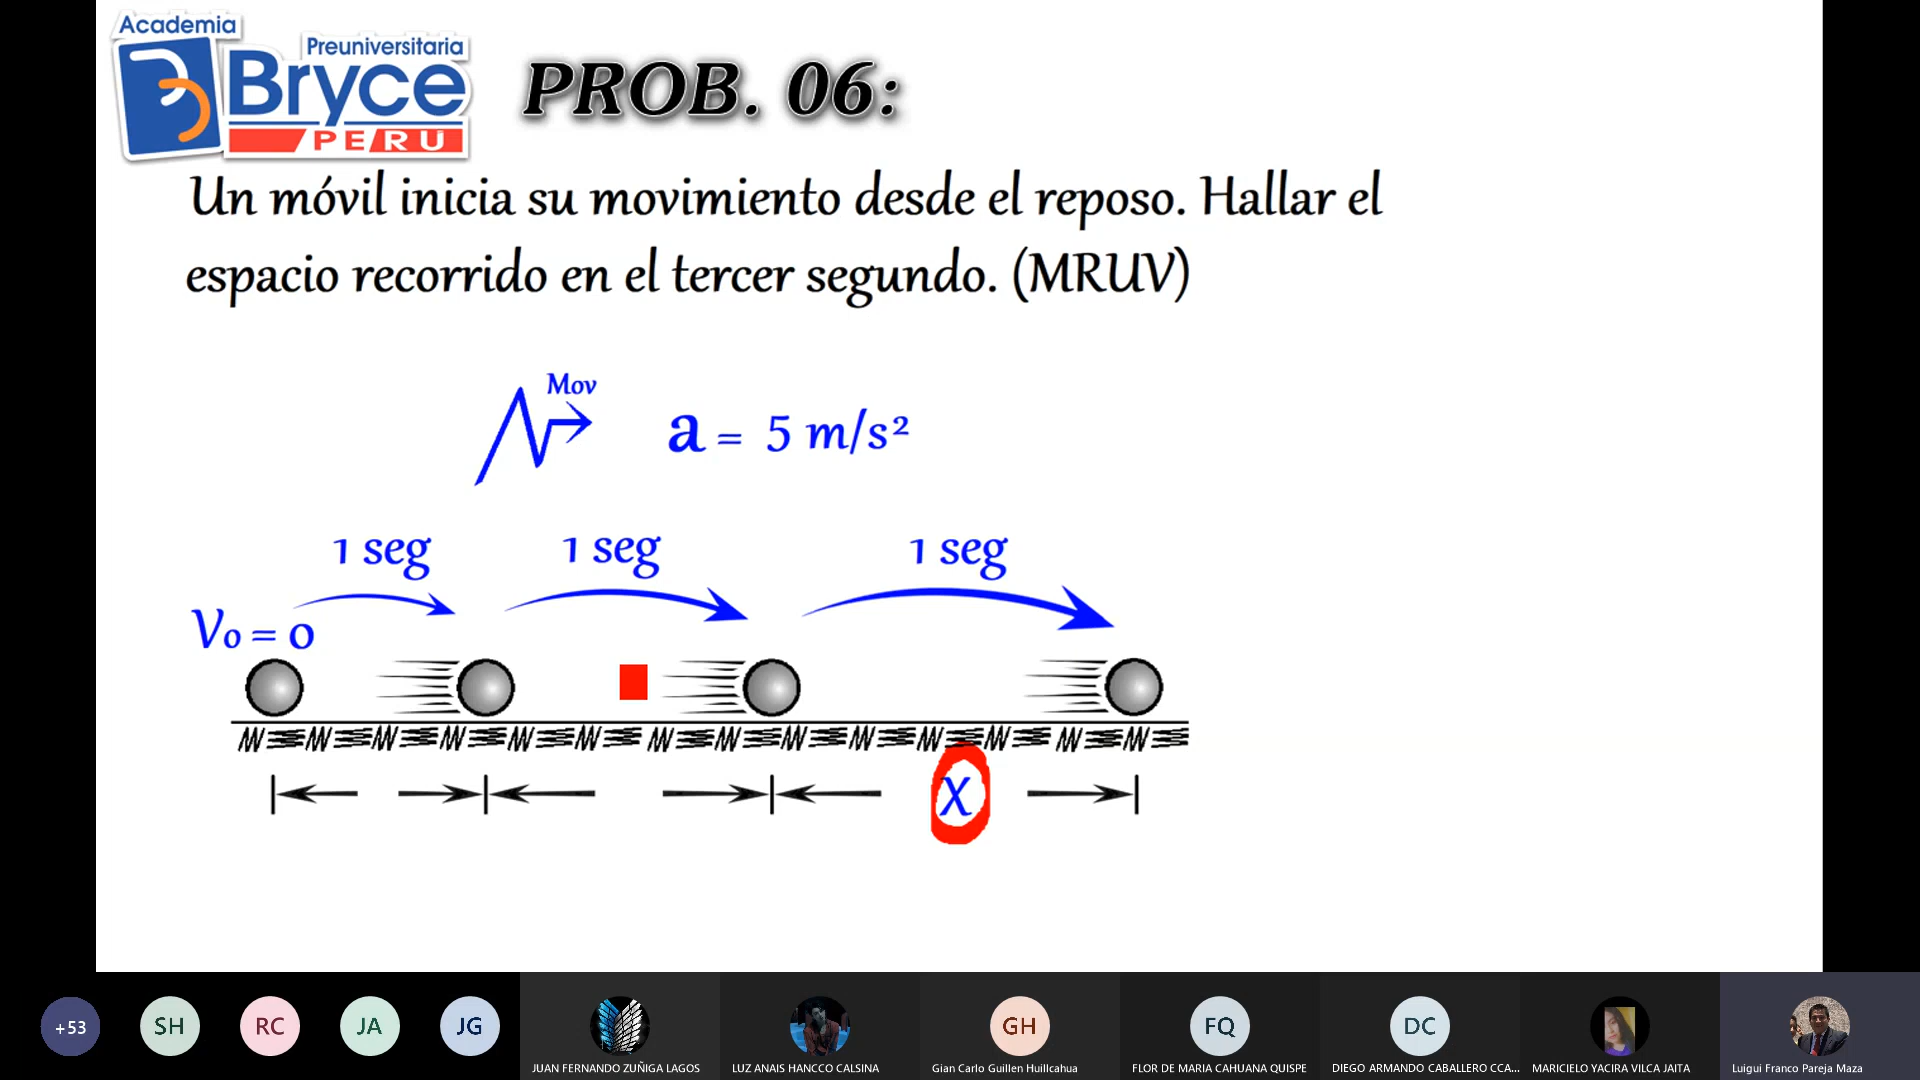 Academia
Preuniversitaria
Bryce
PERÚ
PROB. 06:
Un móvil inicia su movimiento desde el reposo. Hallar el
espacio recorrido en el tercer segundo. (MRUV)
Mov
a = 5 m/s²
1 seg
1 seg
1 seg
V₀ = 0
X
+53
SH
RC
JA
JG
GH
FQ
DC
JUAN FERNANDO ZUÑIGA LAGOS
LUZ ANAIS HANCCO CALSINA
Gian Carlo Guillen Huillcahua
FLOR DE MARIA CAHUANA QUISPE
DIEGO ARMANDO CABALLERO CCA...
MARICIELO YACIRA VILCA JAITA
Luigui Franco Pareja Maza